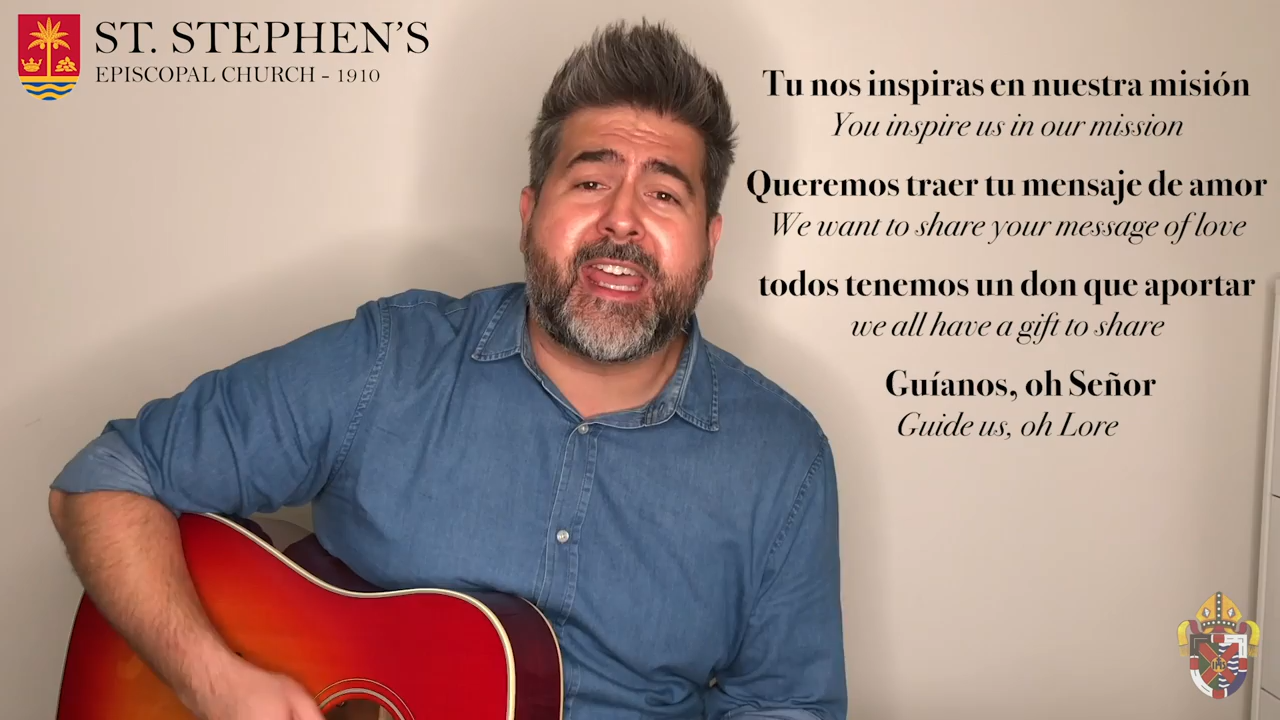 ST. STEPHEN'S
EPISCOPAL CHURCH - 1910
Tu nos inspiras en nuestra misión
You inspire us in our mission
Queremos traer tu mensaje de amor
We want to share your message of love
todos tenemos un don que aportar
we all have a gift to share
Guíanos, oh Señor
Guide us, oh Lore